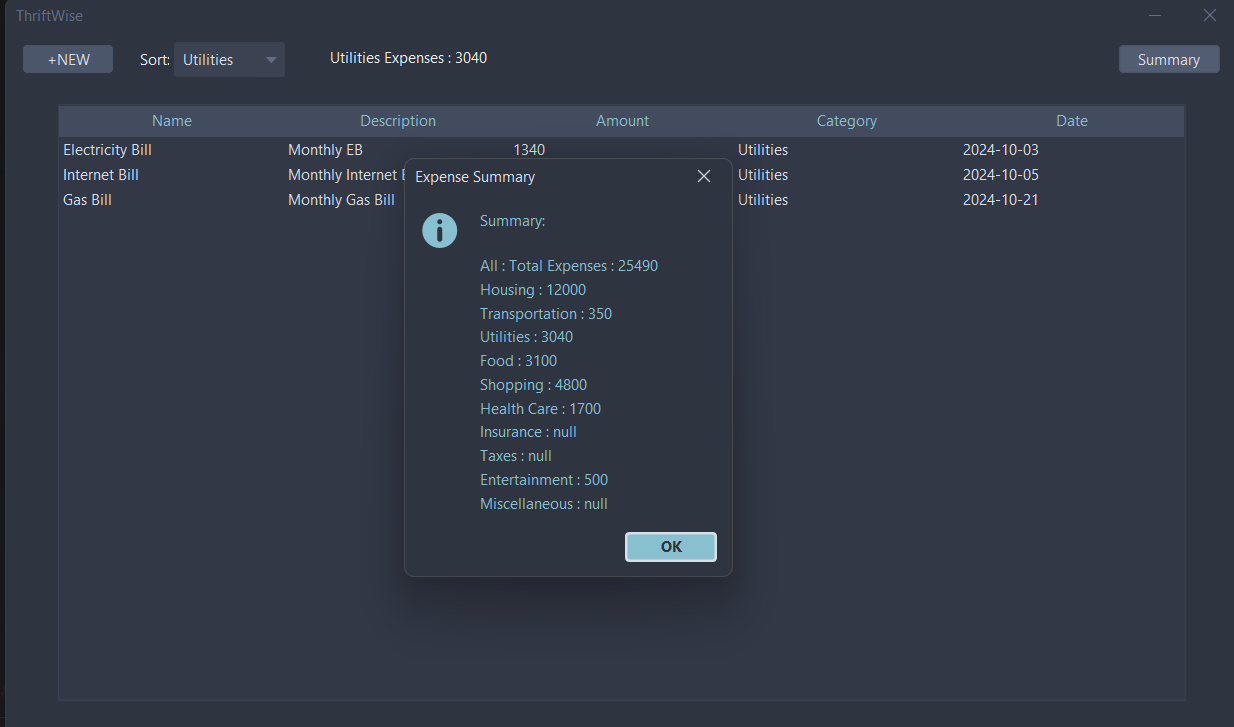 ThriftWise
+NEW Sort: Utilities Utilities Expenses : 3040 Summary
Name Description Amount Category Date
Electricity Bill Monthly EB 1340 Utilities 2024-10-03
Internet Bill Monthly Internet Utilities 2024-10-05
Gas Bill Monthly Gas Bill Utilities 2024-10-21
Expense Summary
Summary:
All : Total Expenses : 25490
Housing : 12000
Transportation : 350
Utilities : 3040
Food : 3100
Shopping : 4800
Health Care : 1700
Insurance : null
Taxes : null
Entertainment : 500
Miscellaneous : null
OK